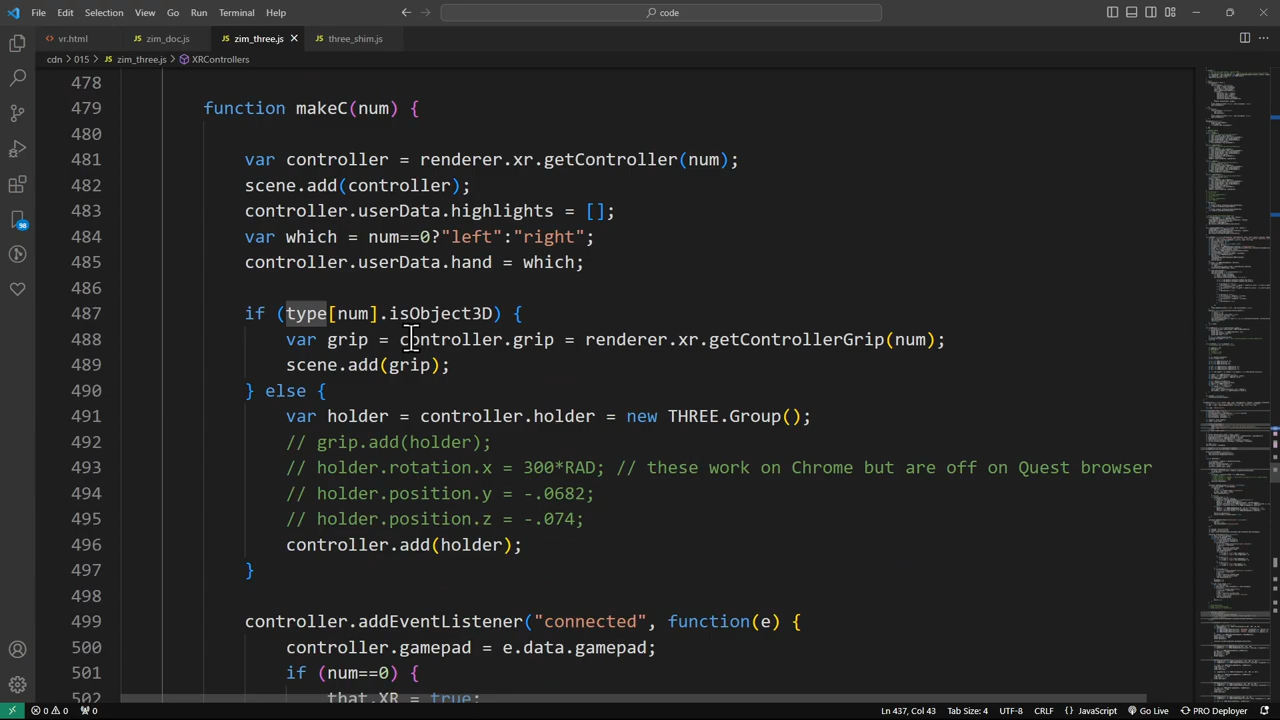 File Edit Selection View Go Run Terminal Help
code
vr.html
zim_doc.js
zim_three.js
three_shim.js
cdn > 015 > zim_three.js > XRControllers
478
479 function makeC(num) {
480
481 var controller = renderer.xr.getController(num);
482 scene.add(controller);
483 controller.userData.highlights = [];
484 var which = num==0?"left":"right";
485 controller.userData.hand = which;
486
487 if (type[num].isObject3D) {
488 var grip = controller.grip = renderer.xr.getControllerGrip(num);
489 scene.add(grip);
490 } else {
491 var holder = controller.holder = new THREE.Group();
492 // grip.add(holder);
493 // holder.rotation.x = 300*RAD; // these work on Chrome but are off on Quest browser
494 // holder.position.y = -.0682;
495 // holder.position.z = -.074;
496 controller.add(holder);
497 }
498
499 controller.addEventListener("connected", function(e) {
500 controller.gamepad = e.data.gamepad;
501 if (num==0) {
that.XR = true;
98
0 0 0 Ln 437, Col 43 Tab Size: 4 UTF-8 CRLF {} JavaScript Go Live PRO Deployer